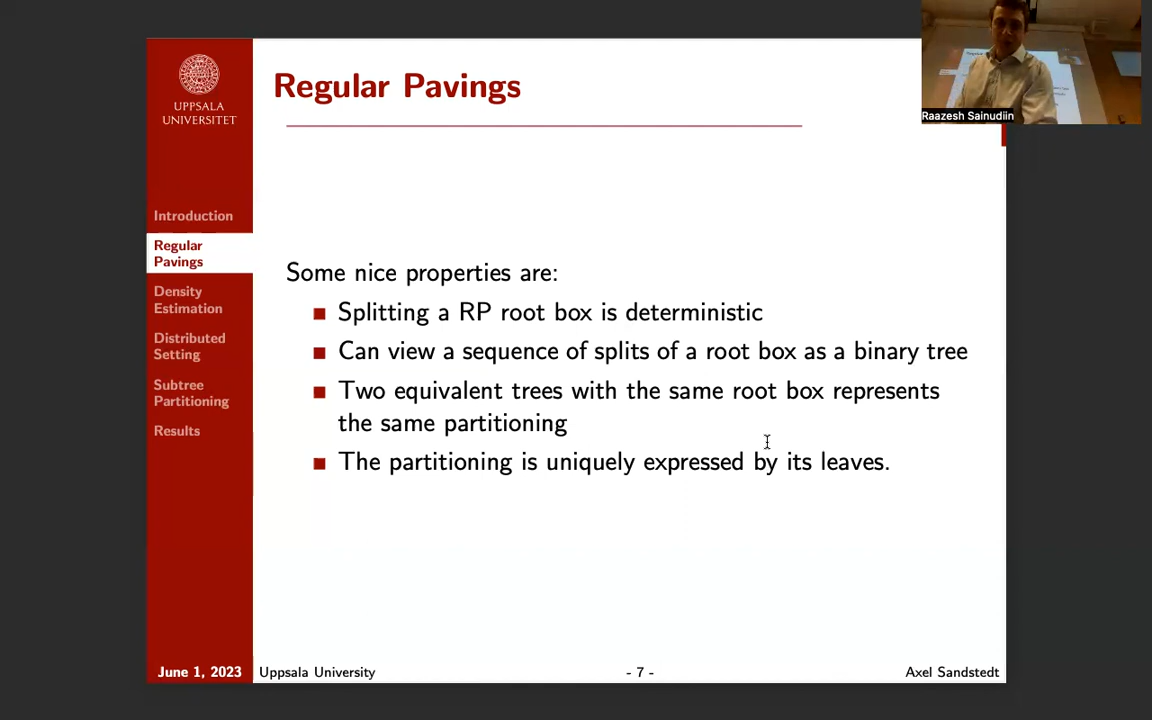 Regular Pavings
UPPSALA
UNIVERSITET
Raazesh Sainudiin
Introduction
Regular
Pavings
Density
Estimation
Distributed
Setting
Subtree
Partitioning
Results
Some nice properties are:
Splitting a RP root box is deterministic
Can view a sequence of splits of a root box as a binary tree
Two equivalent trees with the same root box represents
the same partitioning
The partitioning is uniquely expressed by its leaves.
June 1, 2023
Uppsala University
- 7 -
Axel Sandstedt